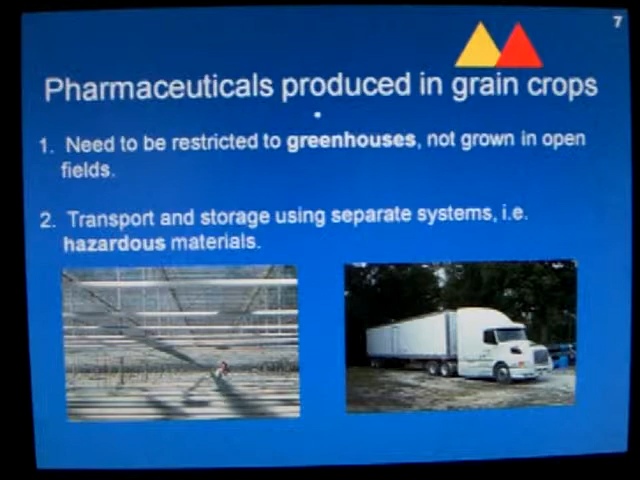 7
Pharmaceuticals produced in grain crops
1. Need to be restricted to greenhouses, not grown in open
fields.
2. Transport and storage using separate systems, i.e.
hazardous materials.